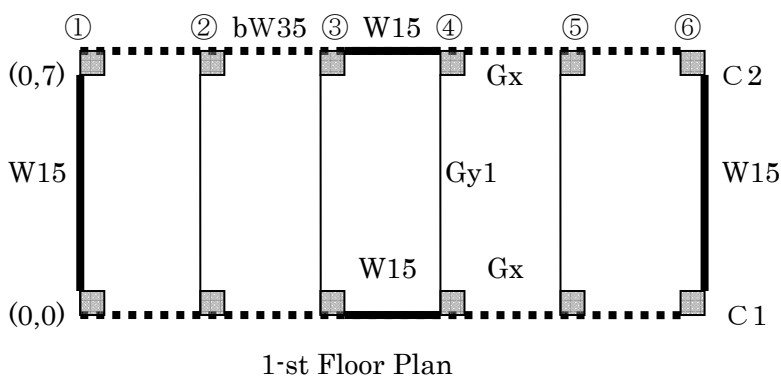 ① ② bW35 ③ W15 ④ ⑤ ⑥
(0,7) Gx C2
W15 Gy1 W15
W15 Gx
(0,0) C1
1-st Floor Plan